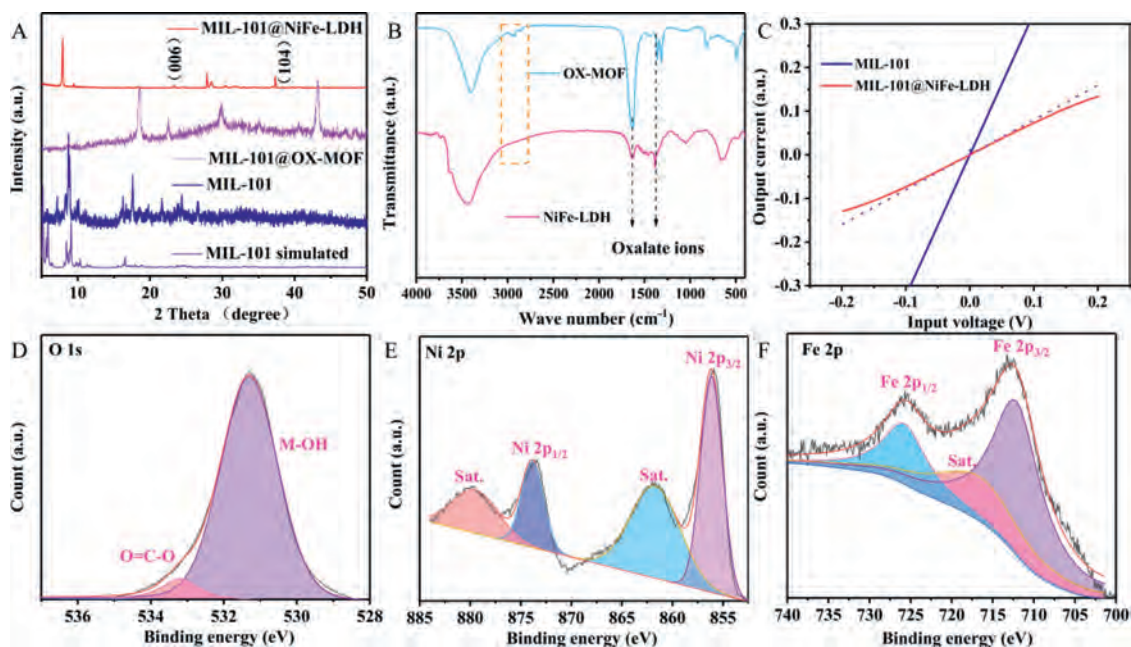 A
MIL-101@NiFe-LDH
(006)
(104)
MIL-101@OX-MOF
MIL-101
MIL-101 simulated
Intensity (a.u.)
10 20 30 40 50
2 Theta (degree)
B
OX-MOF
NiFe-LDH
Oxalate ions
Transmittance (a.u.)
4000 3500 3000 2500 2000 1500 1000 500
Wave number (cm⁻¹)
C
MIL-101
MIL-101@NiFe-LDH
Output current (a.u.)
0.3
0.2
0.1
0.0
-0.1
-0.2
-0.3
-0.2 -0.1 0.0 0.1 0.2
Input voltage (V)
D
O 1s
M-OH
O=C-O
Count (a.u.)
536 534 532 530 528
Binding energy (eV)
E
Ni 2p
Ni 2p3/2
Ni 2p1/2
Sat.
Sat.
Count (a.u.)
885 880 875 870 865 860 855
Binding energy (eV)
F
Fe 2p
Fe 2p3/2
Fe 2p1/2
Sat.
Count (a.u.)
740 735 730 725 720 715 710 705 700
Binding energy (eV)